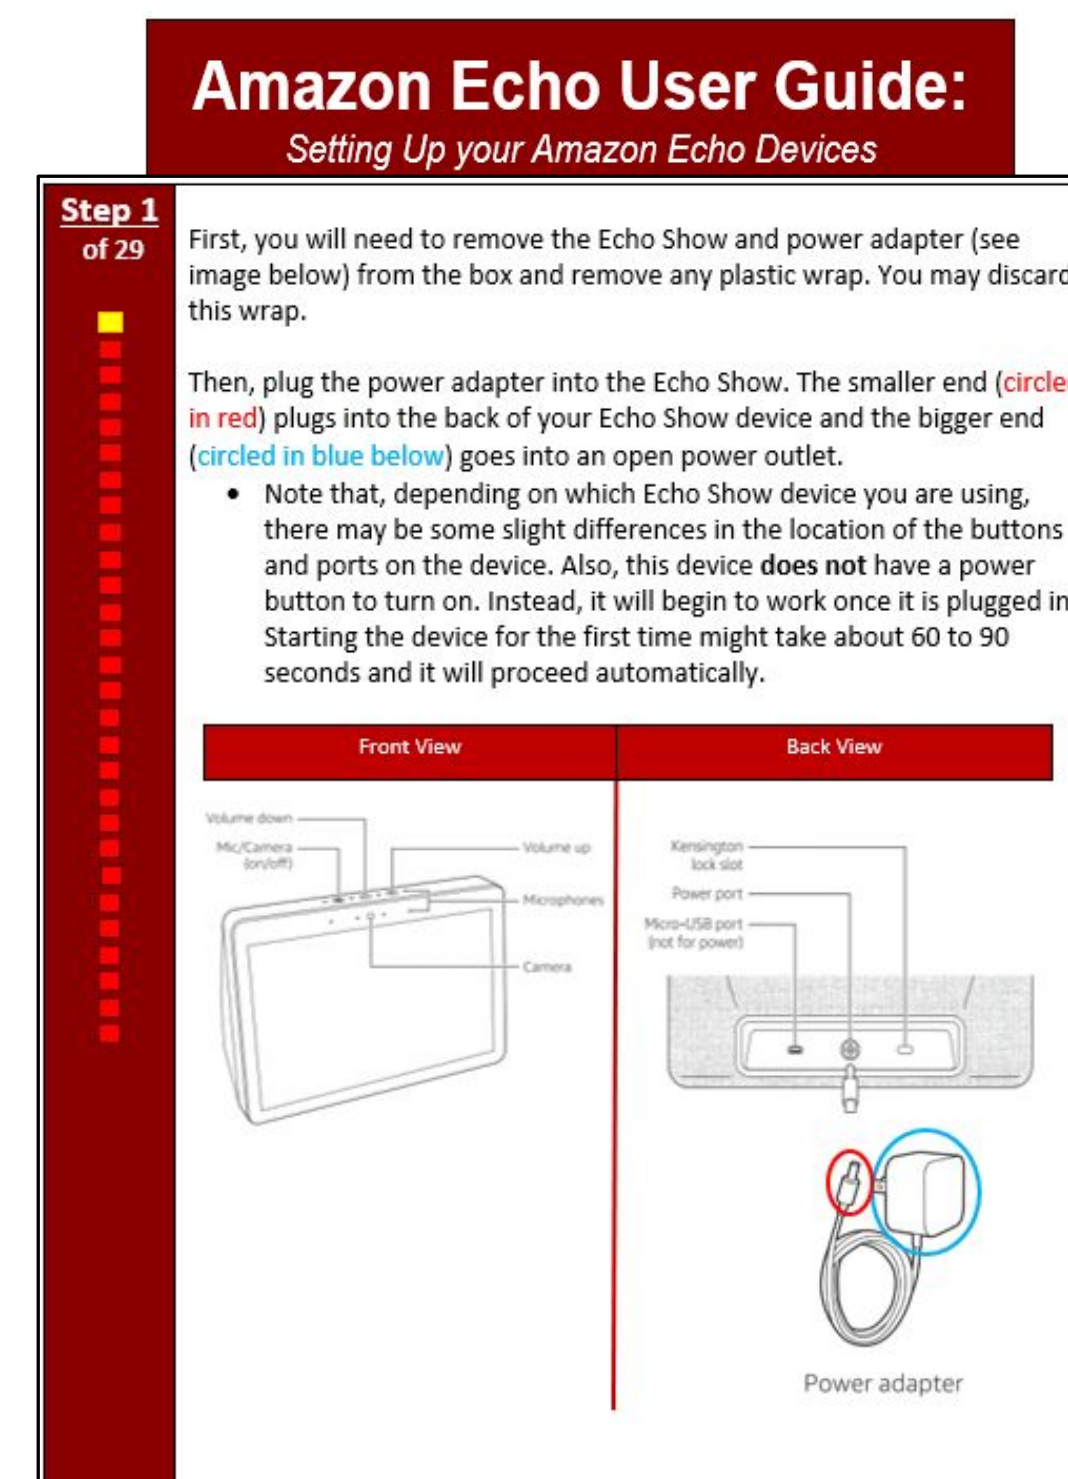 Amazon Echo User Guide:
Setting Up your Amazon Echo Devices
Step 1
of 29
First, you will need to remove the Echo Show and power adapter (see
image below) from the box and remove any plastic wrap. You may discard
this wrap.
Then, plug the power adapter into the Echo Show. The smaller end (circled
in red) plugs into the back of your Echo Show device and the bigger end
(circled in blue below) goes into an open power outlet.
• Note that, depending on which Echo Show device you are using,
there may be some slight differences in the location of the buttons
and ports on the device. Also, this device does not have a power
button to turn on. Instead, it will begin to work once it is plugged in
Starting the device for the first time might take about 60 to 90
seconds and it will proceed automatically.
Front View
Volume down
Mic/Camera
(on/off)
Volume up
Microphones
Camera
Back View
Kensington
lock slot
Power port
Micro-USB port
(not for power)
Power adapter